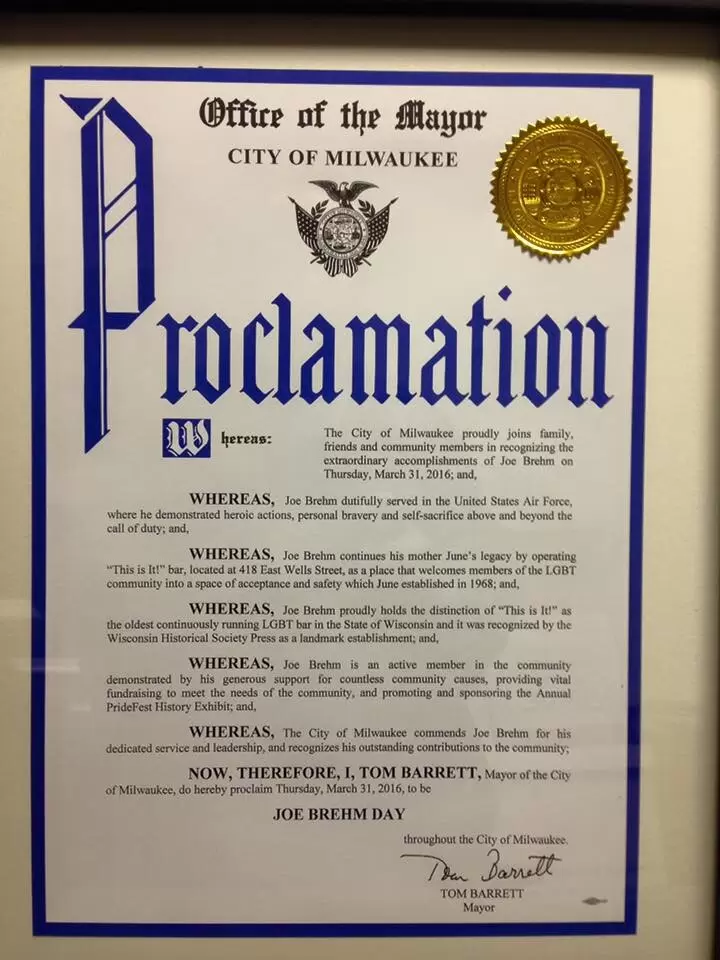 Office of the Mayor
CITY OF MILWAUKEE
Proclamation
Whereas:
The City of Milwaukee proudly joins family,
friends and community members in recognizing the
extraordinary accomplishments of Joe Brehm on
Thursday, March 31, 2016; and,
WHEREAS, Joe Brehm dutifully served in the United States Air Force,
where he demonstrated heroic actions, personal bravery and self-sacrifice above and beyond the
call of duty; and,
WHEREAS, Joe Brehm continues his mother June's legacy by operating
"This is It!" bar, located at 418 East Wells Street, as a place that welcomes members of the LGBT
community into a space of acceptance and safety which June established in 1968; and,
WHEREAS, Joe Brehm proudly holds the distinction of "This is It!" as
the oldest continuously running LGBT bar in the State of Wisconsin and it was recognized by the
Wisconsin Historical Society Press as a landmark establishment; and,
WHEREAS, Joe Brehm is an active member in the community
demonstrated by his generous support for countless community causes, providing vital
fundraising to meet the needs of the community, and promoting and sponsoring the Annual
PrideFest History Exhibit; and,
WHEREAS, The City of Milwaukee commends Joe Brehm for his
dedicated service and leadership, and recognizes his outstanding contributions to the community;
NOW, THEREFORE, I, TOM BARRETT, Mayor of the City
of Milwaukee, do hereby proclaim Thursday, March 31, 2016, to be
JOE BREHM DAY
throughout the City of Milwaukee.
Tom Barrett
TOM BARRETT
Mayor